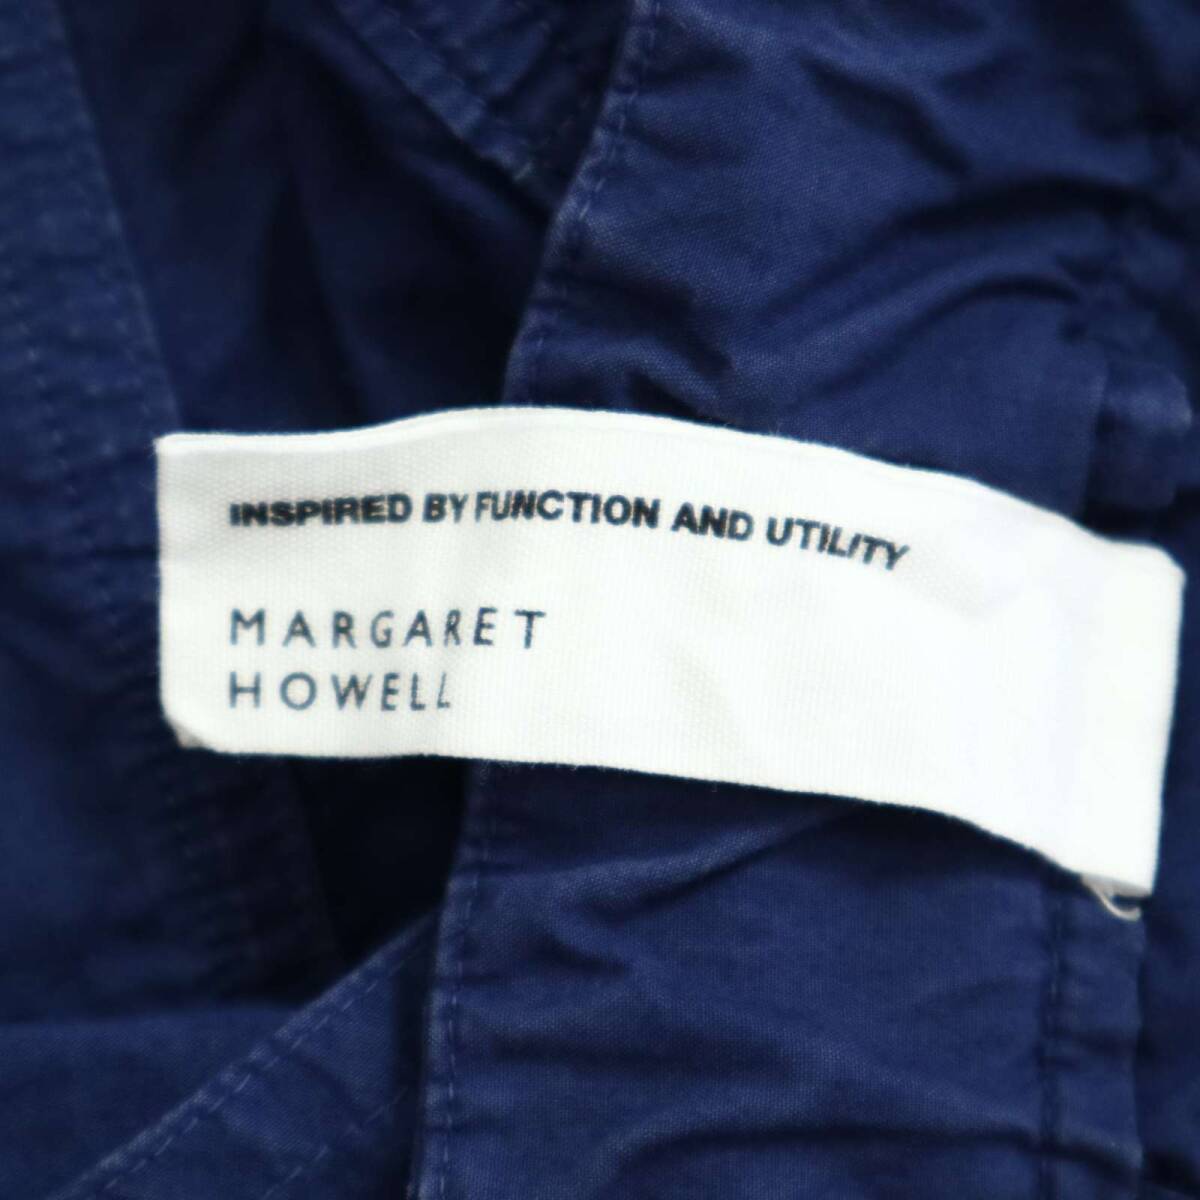 INSPIRED BY FUNCTION AND UTILITY
MARGARET
HOWELL